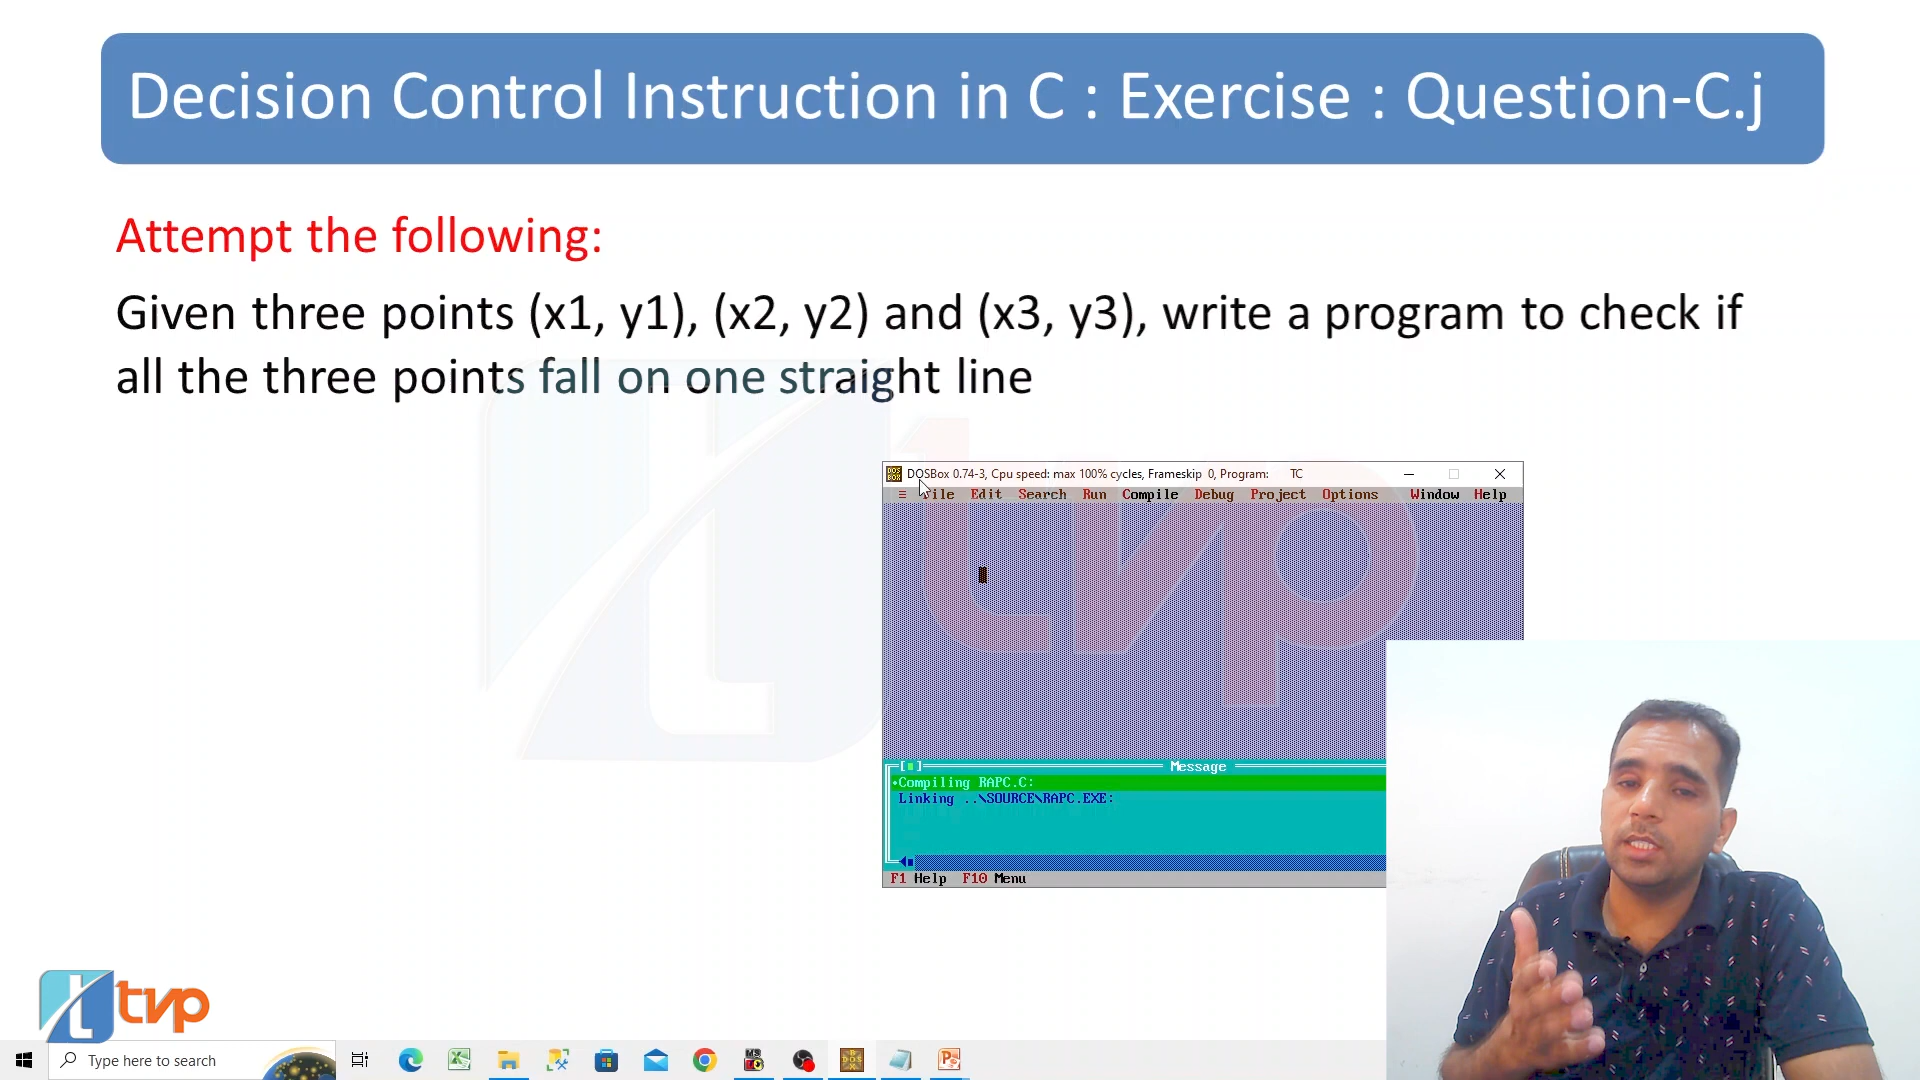 Decision Control Instruction in C : Exercise : Question-C.j
Attempt the following:
Given three points (x1, y1), (x2, y2) and (x3, y3), write a program to check if
all the three points fall on one straight line
DOSBox 0.74-3, Cpu speed: max 100% cycles, Frameskip 0, Program: TC
File Edit Search Run Compile Debug Project Options Window Help
tvp
Message
•Compiling RAPC.C:
Linking ..\SOURCE\RAPC.EXE:
F1 Help F10 Menu
tvp
Type here to search